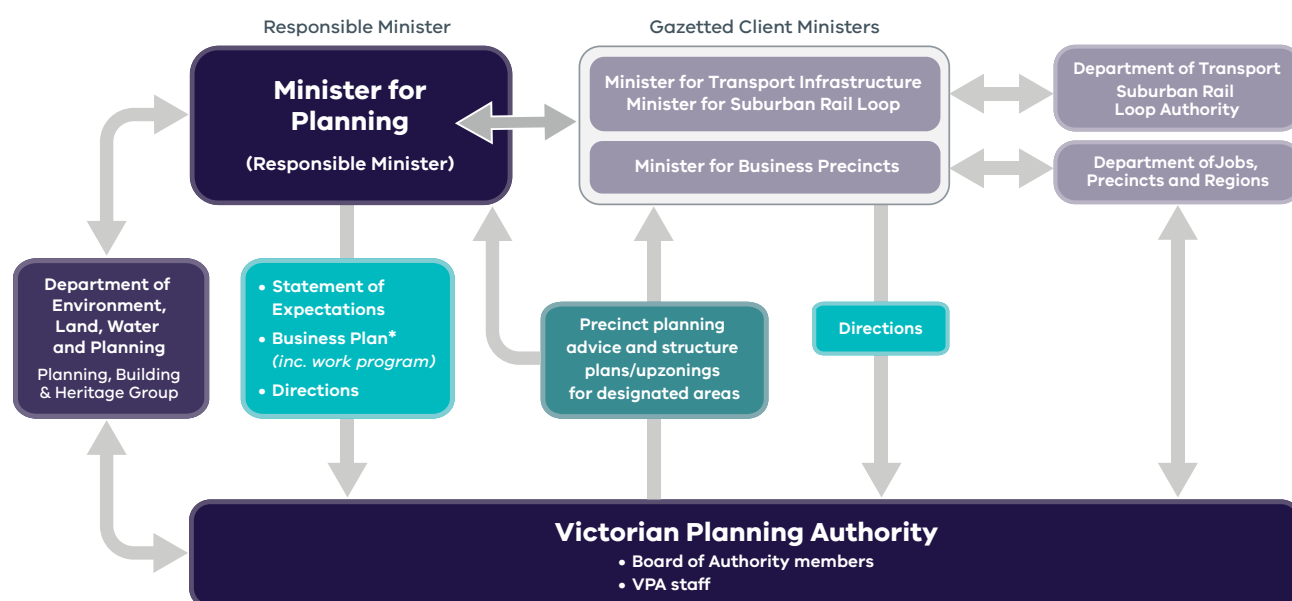 Responsible Minister
Gazetted Client Ministers
Minister for
Planning
(Responsible Minister)
Minister for Transport Infrastructure
Minister for Suburban Rail Loop
Minister for Business Precincts
Department of Transport
Suburban Rail
Loop Authority
Department ofJobs,
Precincts and Regions
Department of
Environment,
Land, Water
and Planning
Planning, Building
& Heritage Group
• Statement of
Expectations
• Business Plan*
(inc. work program)
• Directions
Precinct planning
advice and structure
plans/upzonings
for designated areas
Directions
Victorian Planning Authority
• Board of Authority members
• VPA staff